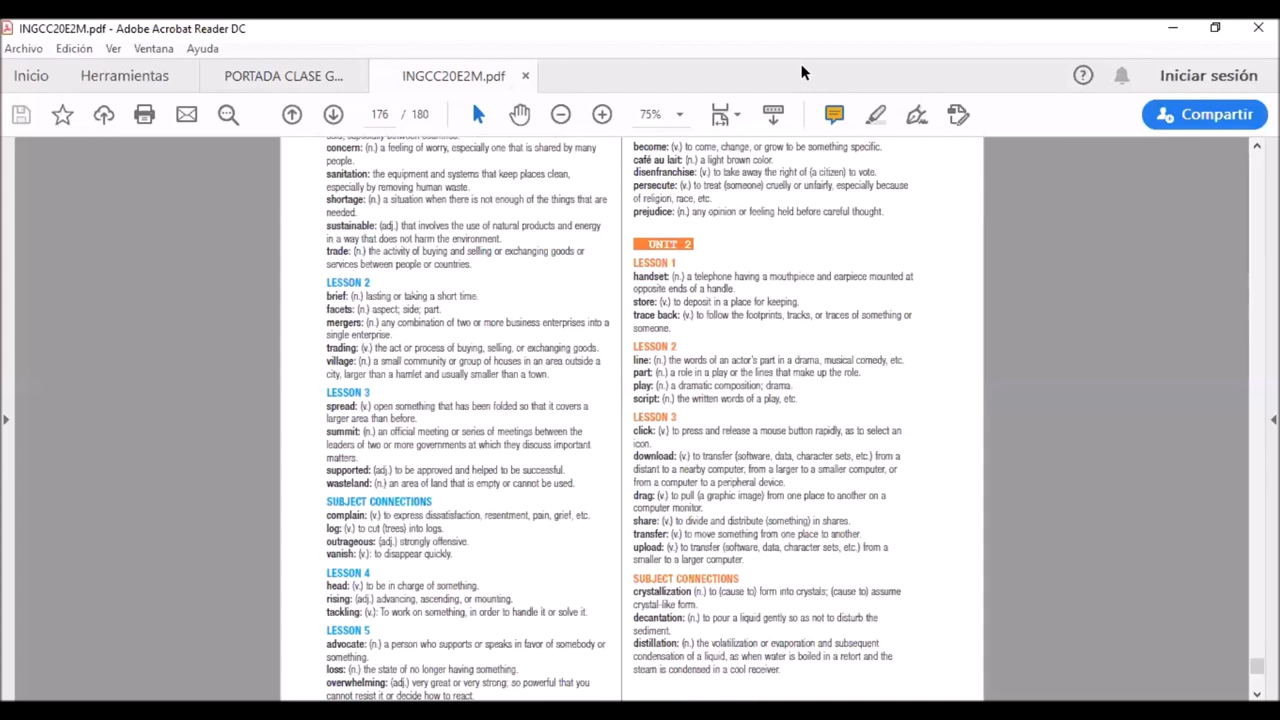 INGCC20E2M.pdf - Adobe Acrobat Reader DC
Archivo Edición Ver Ventana Ayuda
Inicio Herramientas PORTADA CLASE G... INGCC20E2M.pdf Iniciar sesión
176 / 180 75% Compartir
concern: (n.) a feeling of worry, especially one that is shared by many
people.
sanitation: the equipment and systems that keep places clean,
especially by removing human waste.
shortage: (n.) a situation when there is not enough of the things that are
needed.
sustainable: (adj.) that involves the use of natural products and energy
in a way that does not harm the environment.
trade: (n.) the activity of buying and selling or exchanging goods or
services between people or countries.
LESSON 2
brief: (n.) lasting or taking a short time.
facets: (n.) aspect; side; part.
mergers: (n.) any combination of two or more business enterprises into a
single enterprise.
trading: (v.) the act or process of buying, selling, or exchanging goods.
village: (n.) a small community or group of houses in an area outside a
city, larger than a hamlet and usually smaller than a town.
LESSON 3
spread: (v.) open something that has been folded so that it covers a
larger area than before.
summit: (n.) an official meeting or series of meetings between the
leaders of two or more governments at which they discuss important
matters.
supported: (adj.) to be approved and helped to be successful.
wasteland: (n.) an area of land that is empty or cannot be used.
SUBJECT CONNECTIONS
complain: (v.) to express dissatisfaction, resentment, pain, grief, etc.
log: (v.) to cut (trees) into logs.
outrageous: (adj.) strongly offensive.
vanish: (v.): to disappear quickly.
LESSON 4
head: (v.) to be in charge of something.
rising: (adj.) advancing, ascending, or mounting.
tackling: (v.): To work on something, in order to handle it or solve it.
LESSON 5
advocate: (n.) a person who supports or speaks in favor of somebody or
something.
loss: (n.) the state of no longer having something.
overwhelming: (adj.) very great or very strong; so powerful that you
cannot resist it or decide how to react.
become: (v.) to come, change, or grow to be something specific.
café au lait: (n.) a light brown color.
disenfranchise: (v.) to take away the right of (a citizen) to vote.
persecute: (v.) to treat (someone) cruelly or unfairly, especially because
of religion, race, etc.
prejudice: (n.) any opinion or feeling held before careful thought.
UNIT 2
LESSON 1
handset: (n.) a telephone having a mouthpiece and earpiece mounted at
opposite ends of a handle.
store: (v.) to deposit in a place for keeping.
trace back: (v.) to follow the footprints, tracks, or traces of something or
someone.
LESSON 2
line: (n.) the words of an actor's part in a drama, musical comedy, etc.
part: (n.) a role in a play or the lines that make up the role.
play: (n.) a dramatic composition; drama.
script: (n.) the written words of a play, etc.
LESSON 3
click: (v.) to press and release a mouse button rapidly, as to select an
icon.
download: (v.) to transfer (software, data, character sets, etc.) from a
distant to a nearby computer, from a larger to a smaller computer, or
from a computer to a peripheral device.
drag: (v.) to pull (a graphic image) from one place to another on a
computer monitor.
share: (v.) to divide and distribute (something) in shares.
transfer: (v.) to move something from one place to another.
upload: (v.) to transfer (software, data, character sets, etc.) from a
smaller to a larger computer.
SUBJECT CONNECTIONS
crystallization (n.) to (cause to) form into crystals; (cause to) assume
crystal-like form.
decantation: (n.) to pour a liquid gently so as not to disturb the
sediment.
distillation: (n.) the volatilization or evaporation and subsequent
condensation of a liquid, as when water is boiled in a retort and the
steam is condensed in a cool receiver.